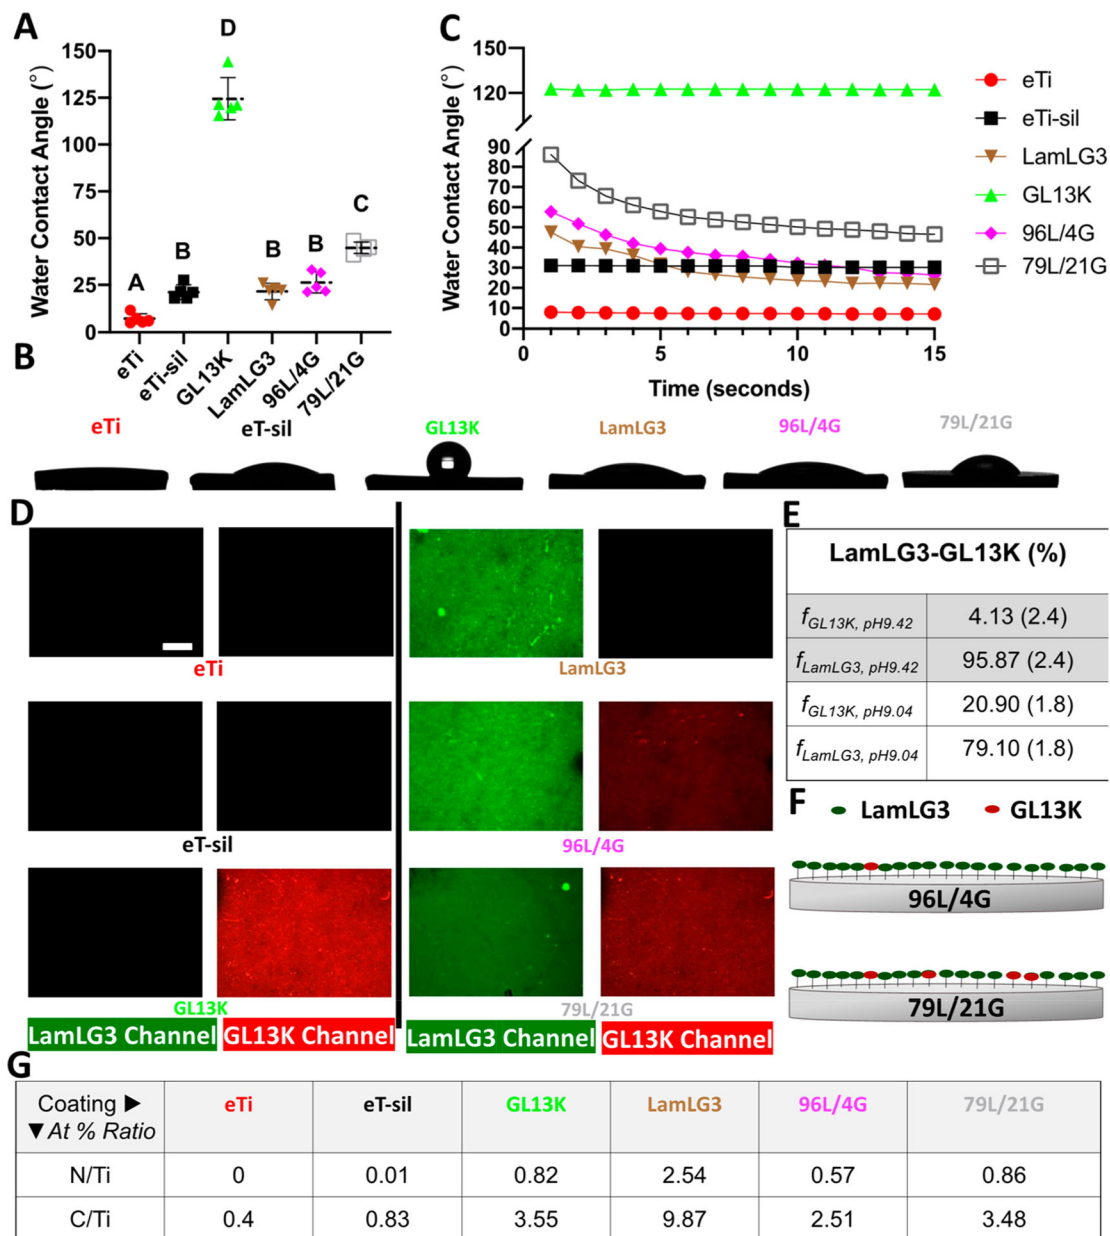 A
Water Contact Angle (°)
150
125
100
75
50
25
0
A
B
D
B
B
C
eTi
eTi-sil
GL13K
LamLG3
96L/4G
79L/21G
C
Water Contact Angle (°)
150
120
90
80
70
60
50
40
30
20
10
0
0
5
10
15
Time (seconds)
eTi
eTi-sil
LamLG3
GL13K
96L/4G
79L/21G
B
eTi
eT-sil
GL13K
LamLG3
96L/4G
79L/21G
D
eTi
LamLG3
eT-sil
96L/4G
GL13K
79L/21G
LamLG3 Channel
GL13K Channel
LamLG3 Channel
GL13K Channel
E
LamLG3-GL13K (%)
fGL13K, pH9.42 4.13 (2.4)
fLamLG3, pH9.42 95.87 (2.4)
fGL13K, pH9.04 20.90 (1.8)
fLamLG3, pH9.04 79.10 (1.8)
F
LamLG3
GL13K
96L/4G
79L/21G
G
Coating ▶ eTi eT-sil GL13K LamLG3 96L/4G 79L/21G
▼At % Ratio
N/Ti 0 0.01 0.82 2.54 0.57 0.86
C/Ti 0.4 0.83 3.55 9.87 2.51 3.48